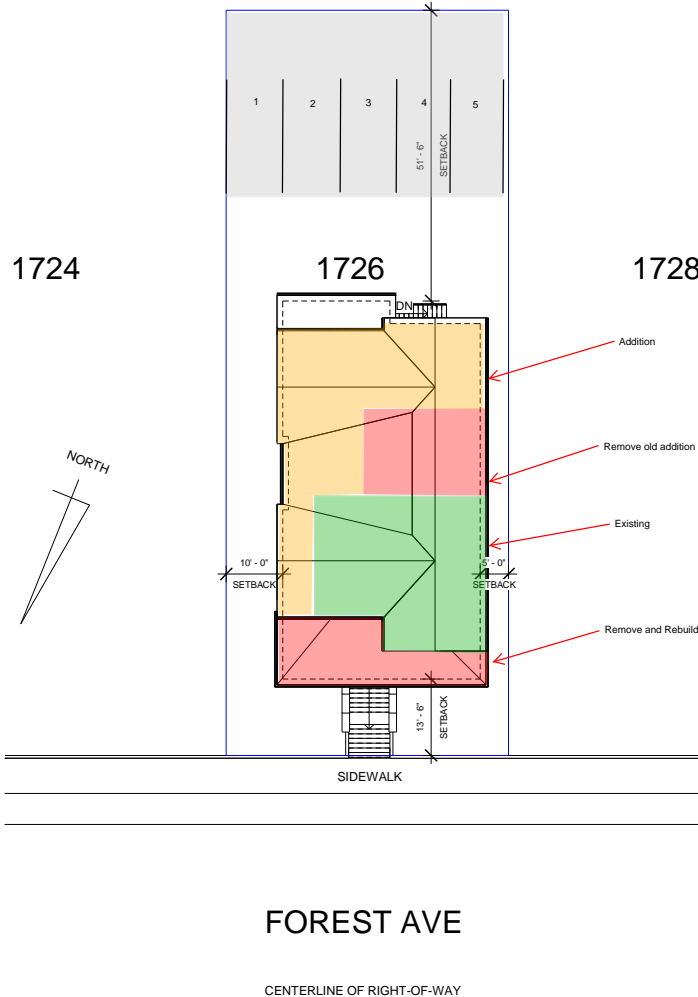 1 2 3 4 5
51' - 6"
SETBACK
1724 1726 1728
DN
Addition
Remove old addition
NORTH
Existing
10' - 0"
SETBACK
5' - 0"
SETBACK
Remove and Rebuild
13' - 6"
SETBACK
SIDEWALK
FOREST AVE
CENTERLINE OF RIGHT-OF-WAY